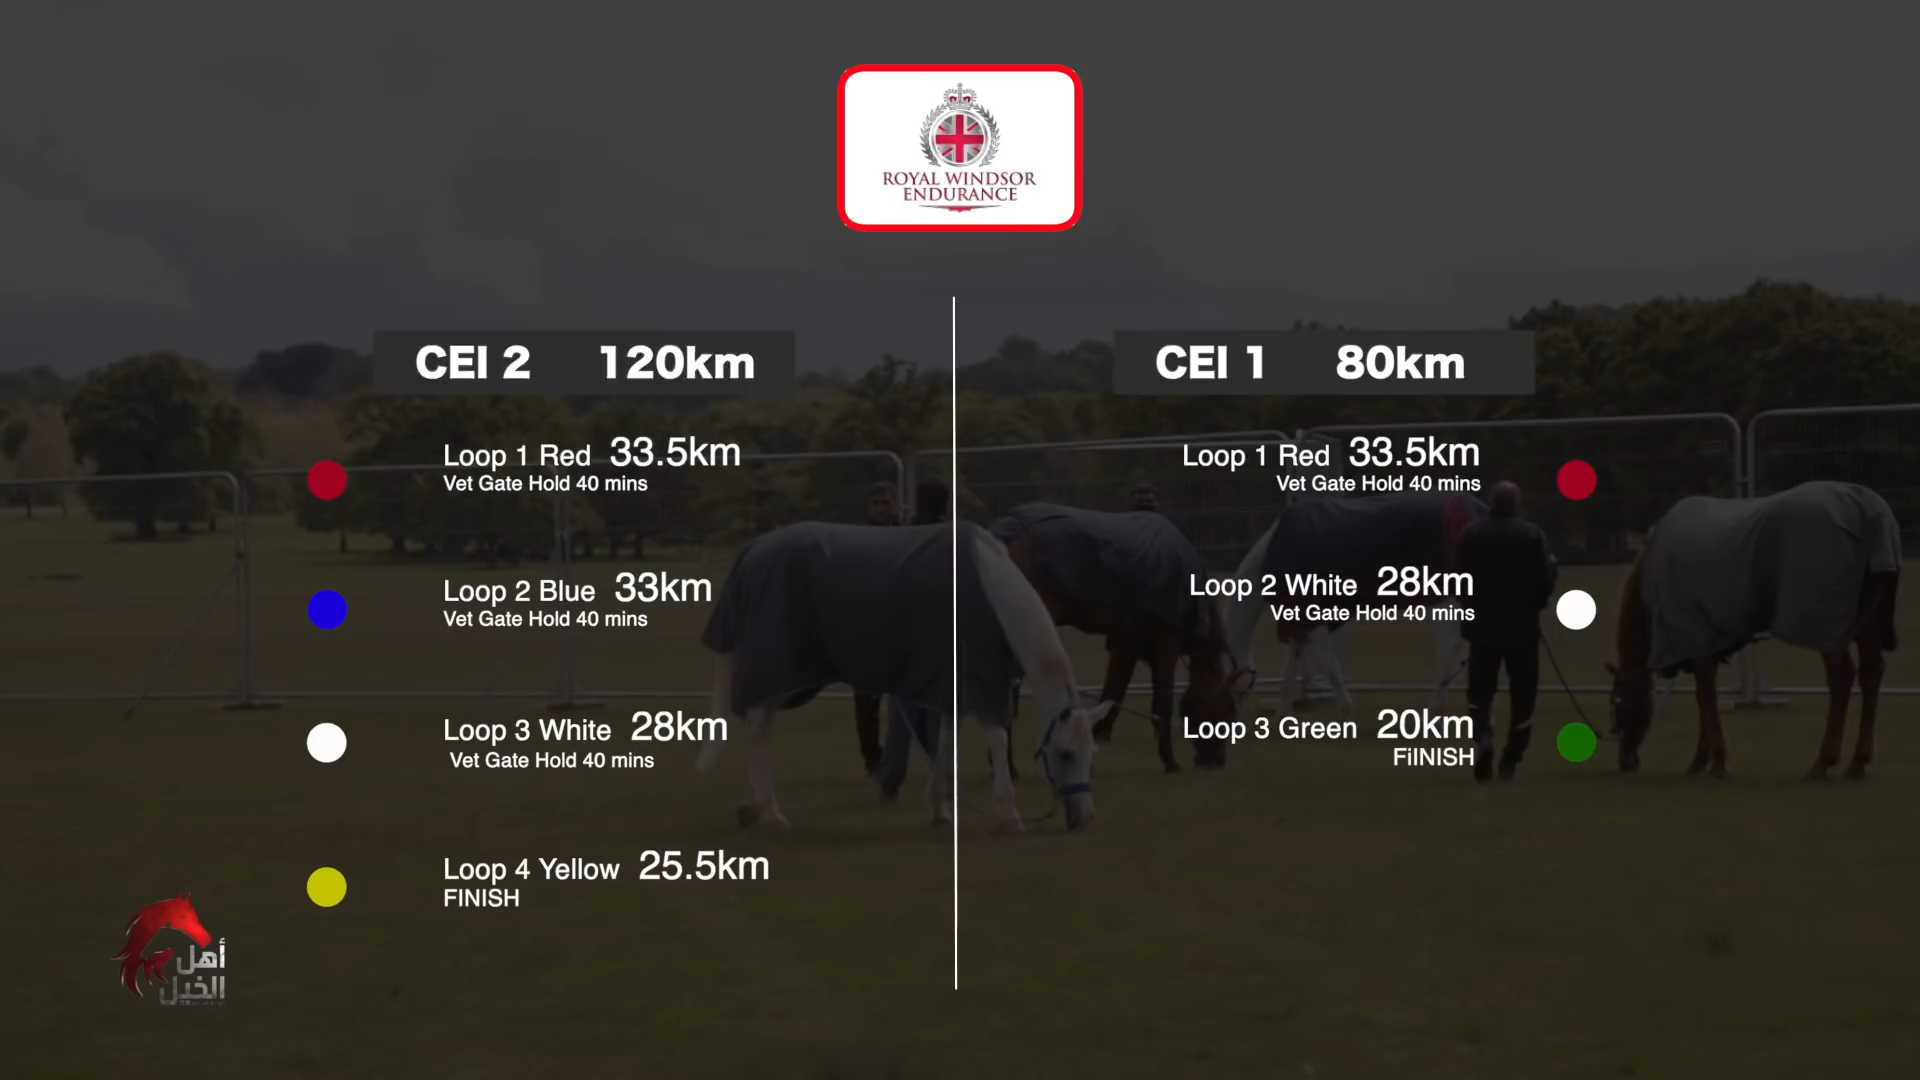 ROYAL WINDSOR
ENDURANCE
CEI 2 120km
Loop 1 Red 33.5km
Vet Gate Hold 40 mins
Loop 2 Blue 33km
Vet Gate Hold 40 mins
Loop 3 White 28km
Vet Gate Hold 40 mins
Loop 4 Yellow 25.5km
FINISH
CEI 1 80km
Loop 1 Red 33.5km
Vet Gate Hold 40 mins
Loop 2 White 28km
Vet Gate Hold 40 mins
Loop 3 Green 20km
FiINISH
أهل
الخيل